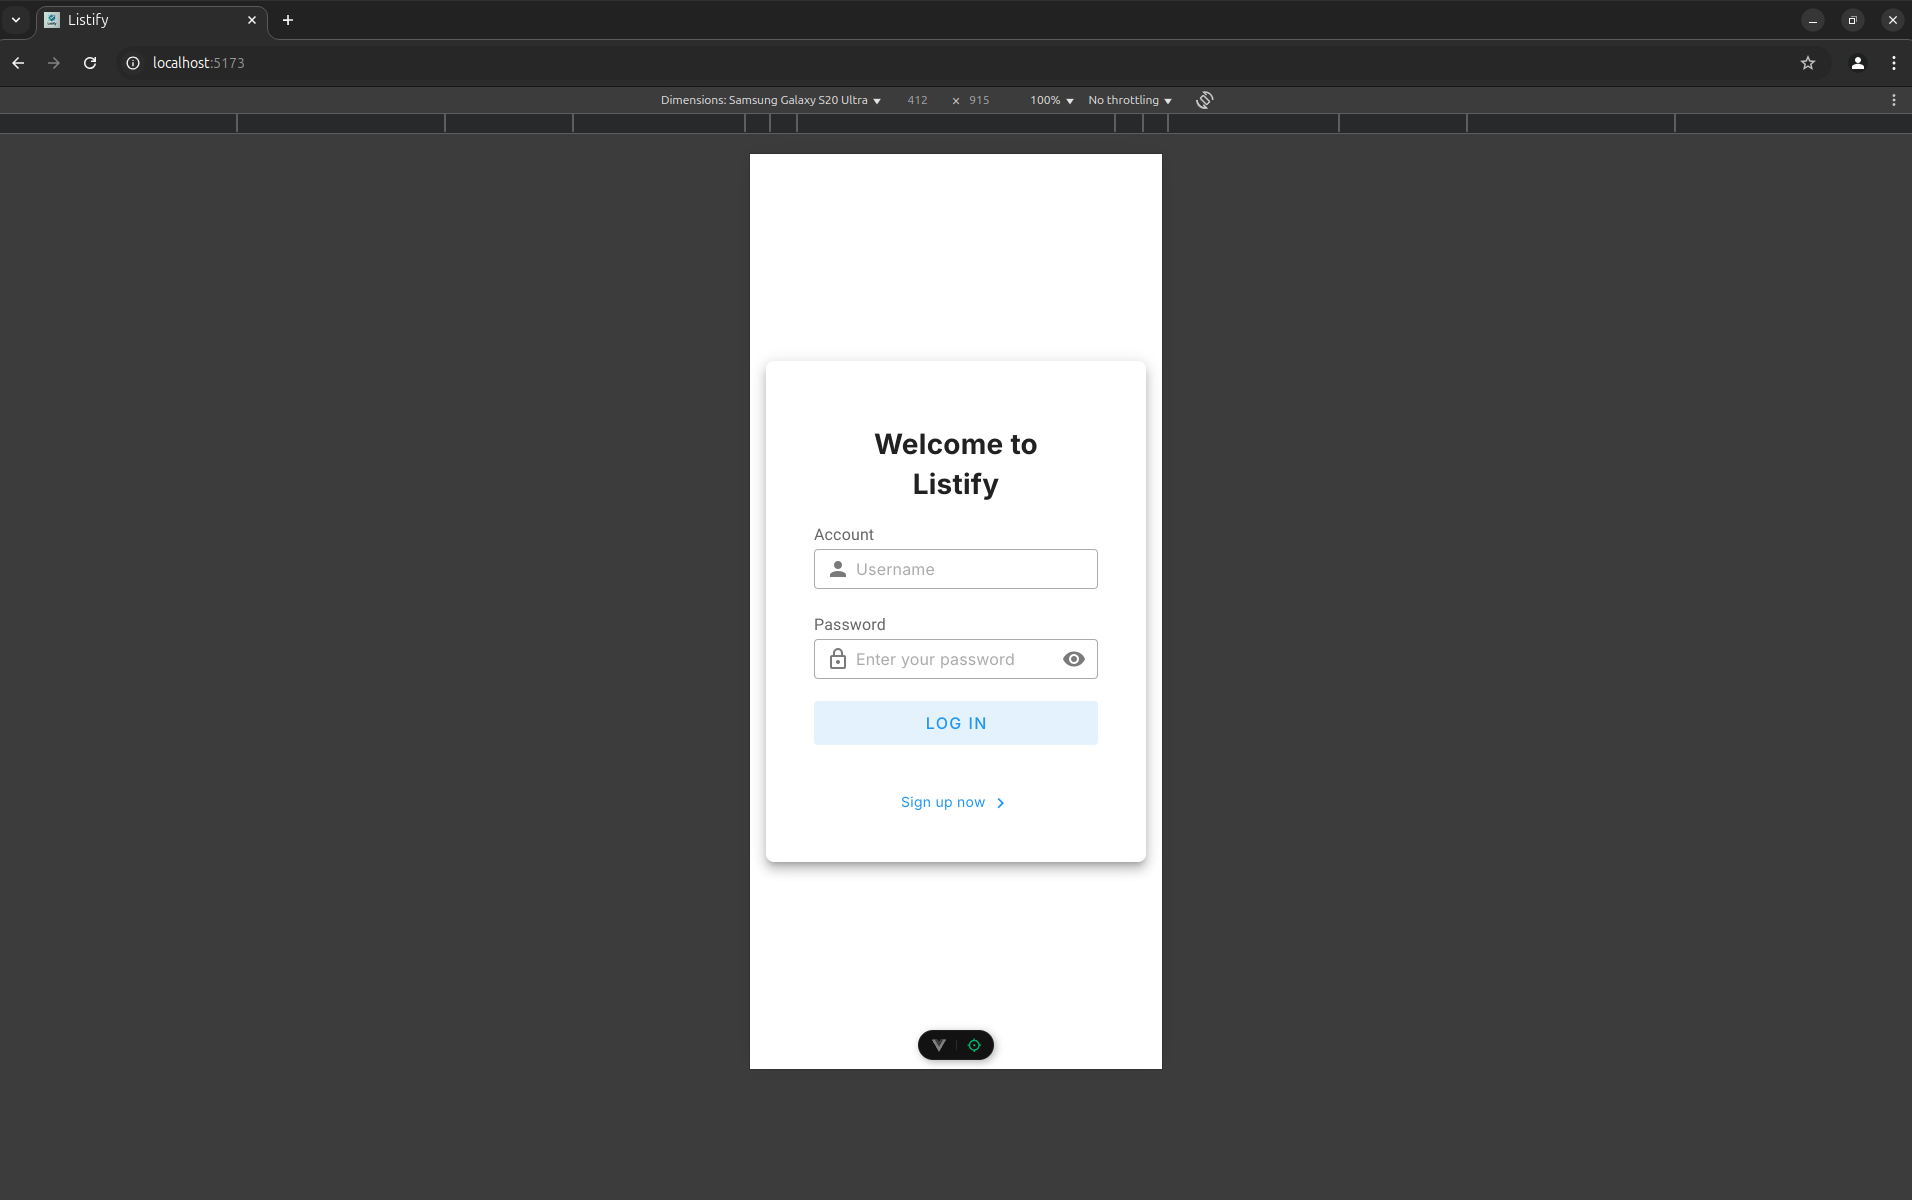 Listify
localhost:5173
Dimensions: Samsung Galaxy S20 Ultra 412 × 915 100% No throttling
Welcome to
Listify
Account
Username
Password
Enter your password
LOG IN
Sign up now